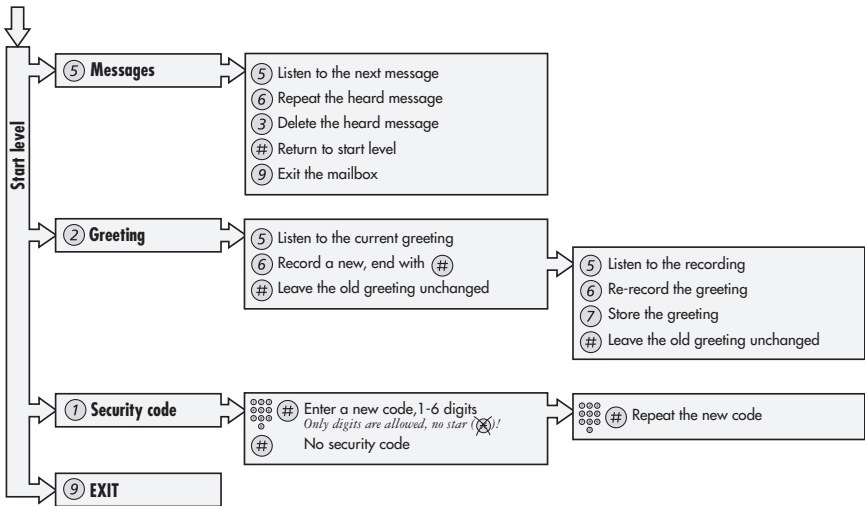 Start level
5 Messages
5 Listen to the next message
6 Repeat the heard message
3 Delete the heard message
# Return to start level
9 Exit the mailbox
2 Greeting
5 Listen to the current greeting
6 Record a new, end with #
# Leave the old greeting unchanged
5 Listen to the recording
6 Re-record the greeting
7 Store the greeting
# Leave the old greeting unchanged
1 Security code
# Enter a new code,1-6 digits
Only digits are allowed, no star (*)!
# No security code
# Repeat the new code
9 EXIT